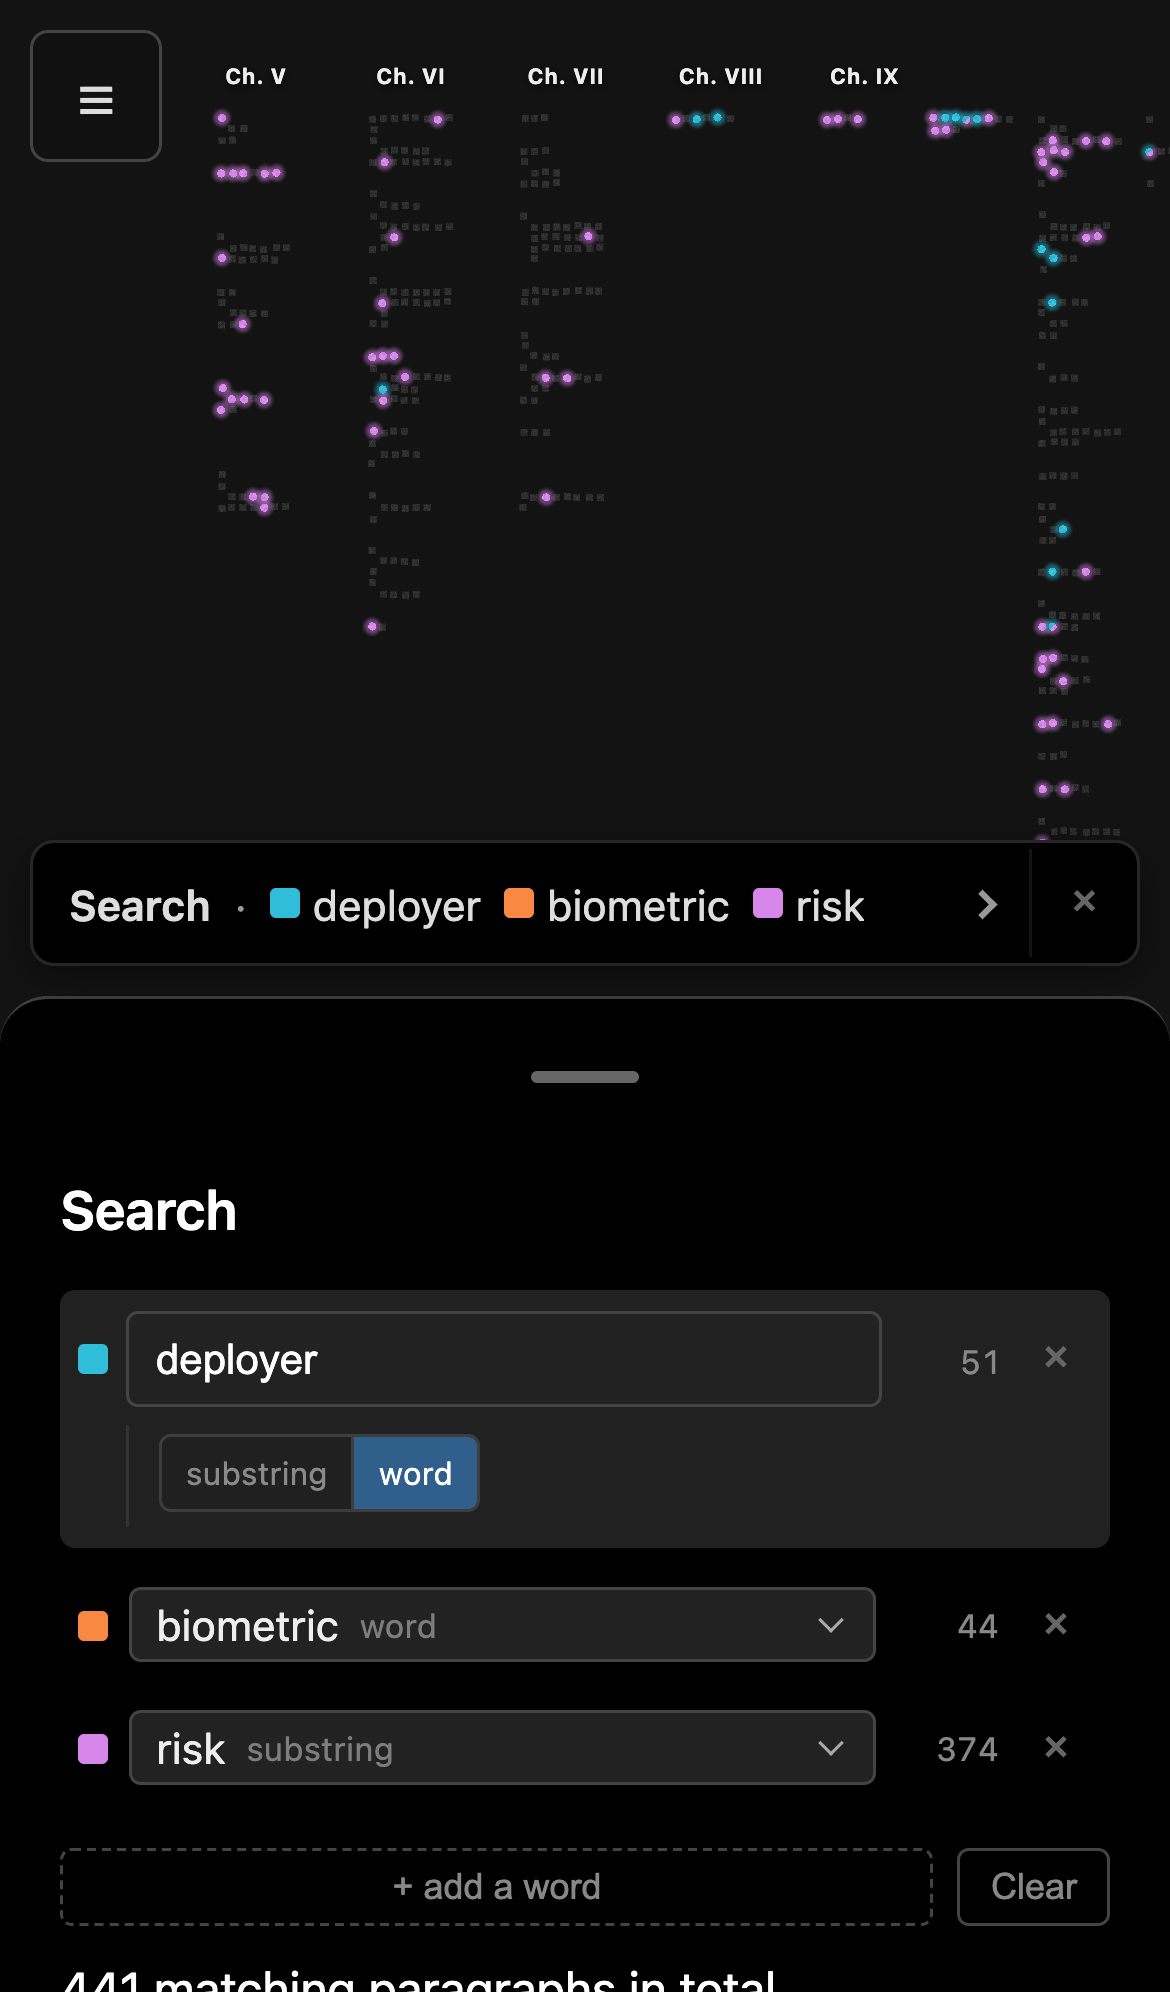 Ch. V Ch. VI Ch. VII Ch. VIII Ch. IX
Search · deployer biometric risk
Search
deployer 51
substring word
biometric word 44
risk substring 374
+ add a word Clear
441 matching paragraphs in total